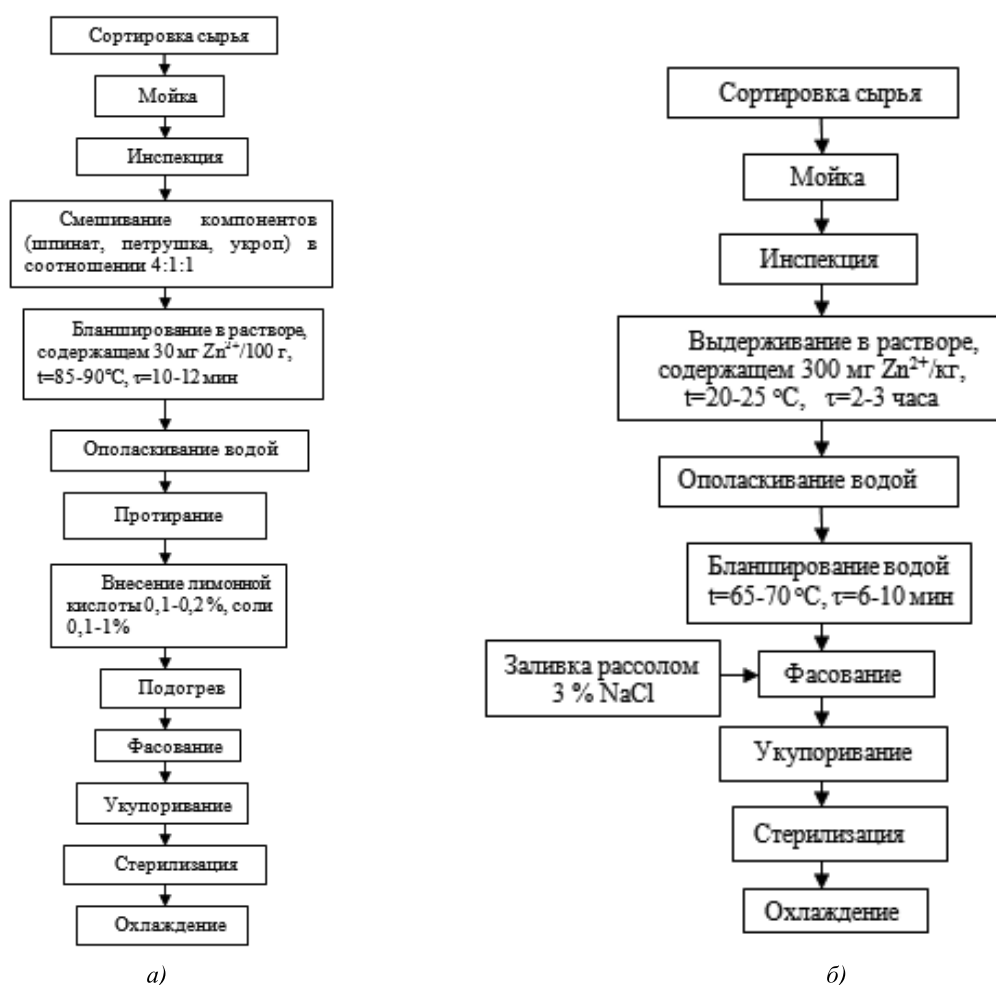 Сортировка сырья
Мойка
Инспекция
Смешивание компонентов
(шпинат, петрушка, укроп) в
соотношении 4:1:1
Бланширование в растворе,
содержащем 30 мг Zn²⁺/100 г,
t=85-90°C, τ=10-12 мин
Ополаскивание водой
Протирание
Внесение лимонной
кислоты 0,1-0,2 %, соли
0,1-1%
Подогрев
Фасование
Укупоривание
Стерилизация
Охлаждение
а)
Сортировка сырья
Мойка
Инспекция
Выдерживание в растворе,
содержащем 300 мг Zn²⁺/кг,
t=20-25 °C, τ=2-3 часа
Ополаскивание водой
Бланширование водой
t=65-70 °C, τ=6-10 мин
Заливка рассолом
3 % NaCl
Фасование
Укупоривание
Стерилизация
Охлаждение
б)